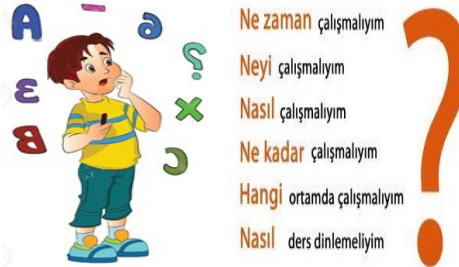 A
Ne zaman çalışmalıyım
Neyi çalışmalıyım
Nasıl çalışmalıyım
Ne kadar çalışmalıyım
Hangi ortamda çalışmalıyım
Nasıl ders dinlemeliyim
?